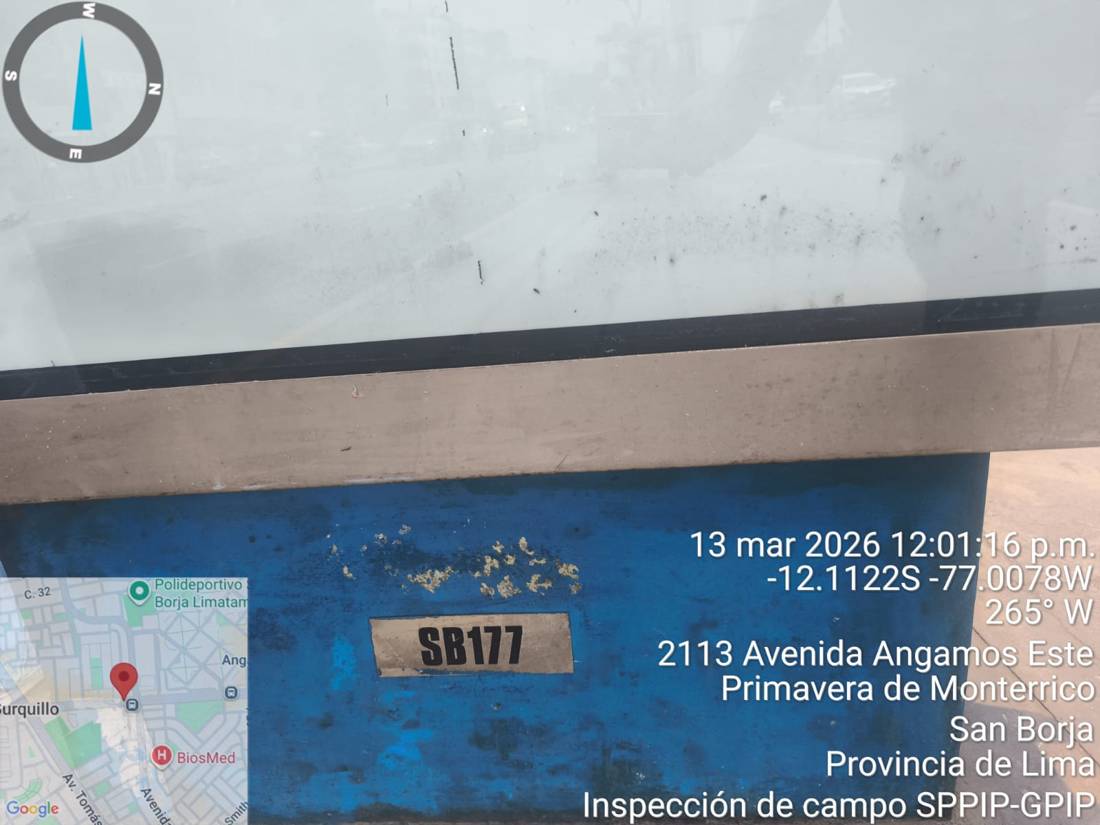 W
S
N
E
SB177
13 mar 2026 12:01:16 p.m.
-12.1122S -77.0078W
265° W
2113 Avenida Angamos Este
Primavera de Monterrico
San Borja
Provincia de Lima
Inspección de campo SPPIP-GPIP
C. 32
Polideportivo
Borja Limatam
Ang
urquillo
H BiosMed
Av. Tomás
Avenida
Smith
Google